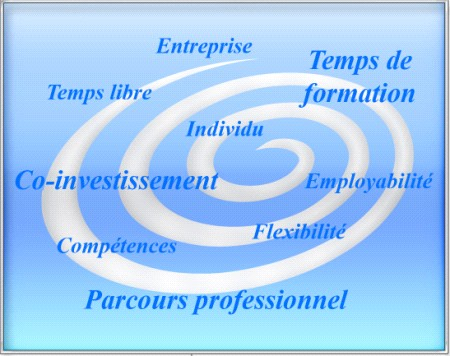 Entreprise
Temps de
formation
Temps libre
Individu
Co-investissement
Employabilité
Flexibilité
Compétences
Parcours professionnel